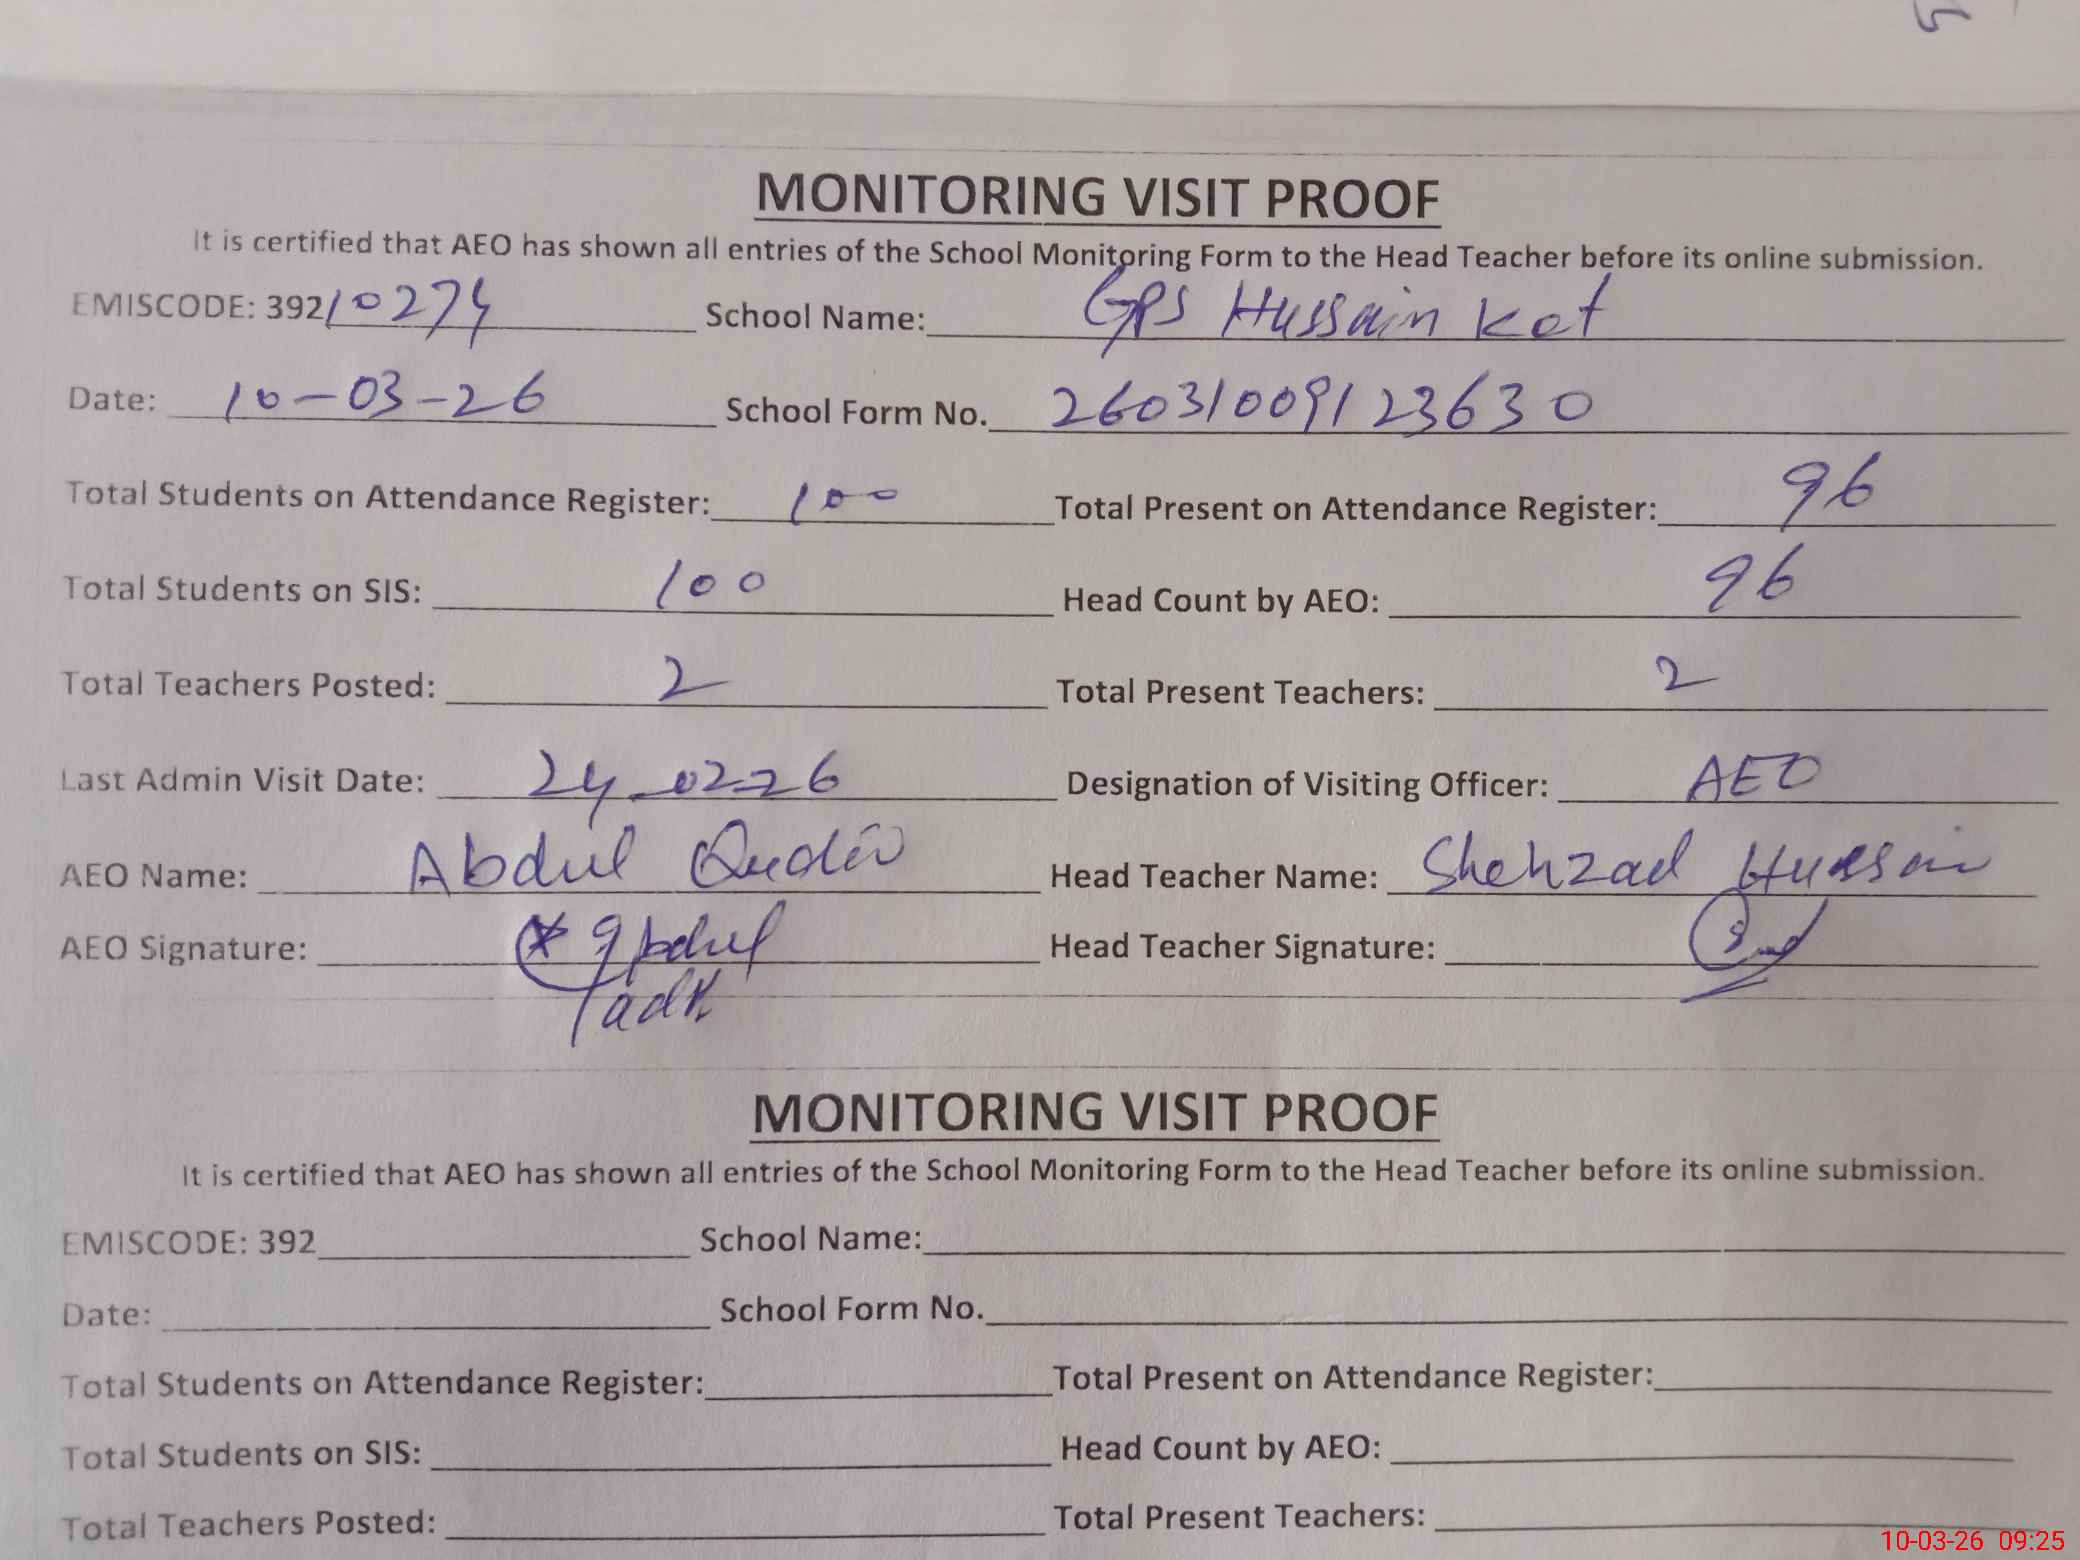 MONITORING VISIT PROOF
It is certified that AEO has shown all entries of the School Monitoring Form to the Head Teacher before its online submission.
EMISCODE: 39210274 School Name: GPS Hussain Kot
Date: 10-03-26 School Form No. 26031009123630
Total Students on Attendance Register: 100 Total Present on Attendance Register: 96
Total Students on SIS: 100 Head Count by AEO: 96
Total Teachers Posted: 2 Total Present Teachers: 2
Last Admin Visit Date: 24-02-26 Designation of Visiting Officer: AEO
AEO Name: Abdul Qadir Head Teacher Name: Shehzad Hussain
AEO Signature: Head Teacher Signature:
MONITORING VISIT PROOF
It is certified that AEO has shown all entries of the School Monitoring Form to the Head Teacher before its online submission.
EMISCODE: 392 School Name:
Date: School Form No.
Total Students on Attendance Register: Total Present on Attendance Register:
Total Students on SIS: Head Count by AEO:
Total Teachers Posted: Total Present Teachers:
10-03-26 09:25